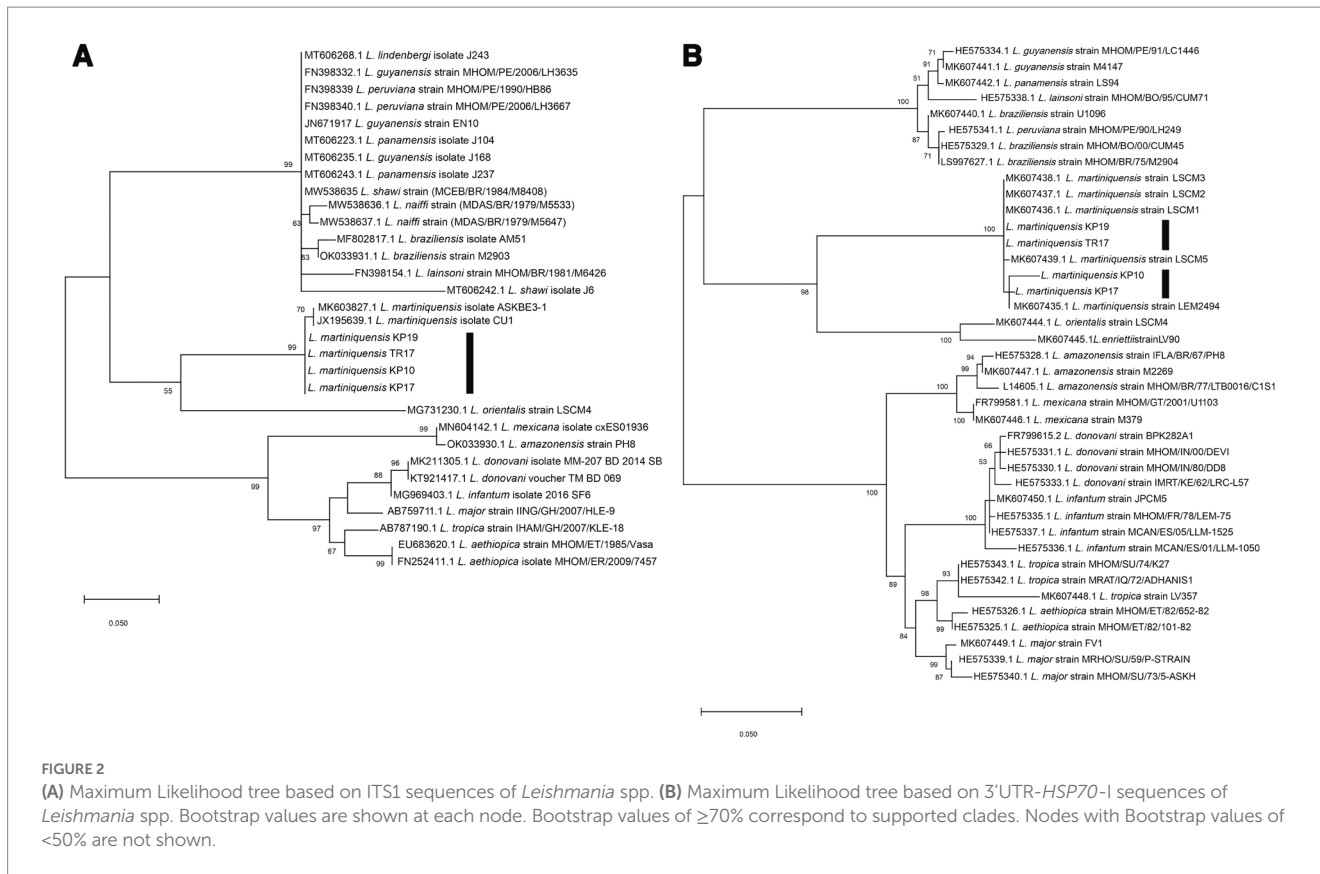 A
MT606268.1 L. lindenbergi isolate J243
FN398332.1 L. guyanensis strain MHOM/PE/2006/LH3635
FN398339 L. peruviana strain MHOM/PE/1990/HB86
FN398340.1 L. peruviana strain MHOM/PE/2006/LH3667
JN671917 L. guyanensis strain EN10
MT606223.1 L. panamensis isolate J104
MT606235.1 L. guyanensis isolate J168
MT606243.1 L. panamensis isolate J237
99
MW538635 L. shawi strain (MCEB/BR/1984/M8408)
MW538636.1 L. naiffi strain (MDAS/BR/1979/M5533)
63
MW538637.1 L. naiffi strain (MDAS/BR/1979/M5647)
MF802817.1 L. braziliensis isolate AM51
83
OK033931.1 L. braziliensis strain M2903
FN398154.1 L. lainsoni strain MHOM/BR/1981/M6426
MT606242.1 L. shawi isolate J6
70
MK603827.1 L. martiniquensis isolate ASKBE3-1
JX195639.1 L. martiniquensis isolate CU1
L. martiniquensis KP19
99
L. martiniquensis TR17
L. martiniquensis KP10
L. martiniquensis KP17
55
MG731230.1 L. orientalis strain LSCM4
MN604142.1 L. mexicana isolate cxES01936
99
OK033930.1 L. amazonensis strain PH8
96
MK211305.1 L. donovani isolate MM-207 BD 2014 SB
88
KT921417.1 L. donovani voucher TM BD 069
99
MG969403.1 L. infantum isolate 2016 SF6
AB759711.1 L. major strain IING/GH/2007/HLE-9
97
AB787190.1 L. tropica strain IHAM/GH/2007/KLE-18
67
EU683620.1 L. aethiopica strain MHOM/ET/1985/Vasa
99
FN252411.1 L. aethiopica isolate MHOM/ER/2009/7457
0.050
B
71
HE575334.1 L. guyanensis strain MHOM/PE/91/LC1446
91
MK607441.1 L. guyanensis strain M4147
51
MK607442.1 L. panamensis strain LS94
100
HE575338.1 L. lainsoni strain MHOM/BO/95/CUM71
MK607440.1 L. braziliensis strain U1096
87
HE575341.1 L. peruviana strain MHOM/PE/90/LH249
HE575329.1 L. braziliensis strain MHOM/BO/00/CUM45
71
LS997627.1 L. braziliensis strain MHOM/BR/75/M2904
MK607438.1 L. martiniquensis strain LSCM3
MK607437.1 L. martiniquensis strain LSCM2
MK607436.1 L. martiniquensis strain LSCM1
100
L. martiniquensis KP19
L. martiniquensis TR17
MK607439.1 L. martiniquensis strain LSCM5
L. martiniquensis KP10
98
L. martiniquensis KP17
MK607435.1 L. martiniquensis strain LEM2494
MK607444.1 L. orientalis strain LSCM4
100
MK607445.1 L.enriettiistrainLV90
94
HE575328.1 L. amazonensis strain IFLA/BR/67/PH8
99
MK607447.1 L. amazonensis strain M2269
100
L14605.1 L. amazonensis strain MHOM/BR/77/LTB0016/C1S1
FR799581.1 L. mexicana strain MHOM/GT/2001/U1103
100
MK607446.1 L. mexicana strain M379
66
FR799615.2 L. donovani strain BPK282A1
53
HE575331.1 L. donovani strain MHOM/IN/00/DEVI
HE575330.1 L. donovani strain MHOM/IN/80/DD8
100
HE575333.1 L. donovani strain IMRT/KE/62/LRC-L57
MK607450.1 L. infantum strain JPCM5
100
HE575335.1 L. infantum strain MHOM/FR/78/LEM-75
HE575337.1 L. infantum strain MCAN/ES/05/LLM-1525
HE575336.1 L. infantum strain MCAN/ES/01/LLM-1050
HE575343.1 L. tropica strain MHOM/SU/74/K27
93
HE575342.1 L. tropica strain MRAT/IQ/72/ADHANIS1
89
98
MK607448.1 L. tropica strain LV357
HE575326.1 L. aethiopica strain MHOM/ET/82/652-82
99
HE575325.1 L. aethiopica strain MHOM/ET/82/101-82
84
MK607449.1 L. major strain FV1
99
HE575339.1 L. major strain MRHO/SU/59/P-STRAIN
87
HE575340.1 L. major strain MHOM/SU/73/5-ASKH
0.050
FIGURE 2
(A) Maximum Likelihood tree based on ITS1 sequences of Leishmania spp. (B) Maximum Likelihood tree based on 3′UTR-HSP70-I sequences of
Leishmania spp. Bootstrap values are shown at each node. Bootstrap values of ≥70% correspond to supported clades. Nodes with Bootstrap values of
<50% are not shown.